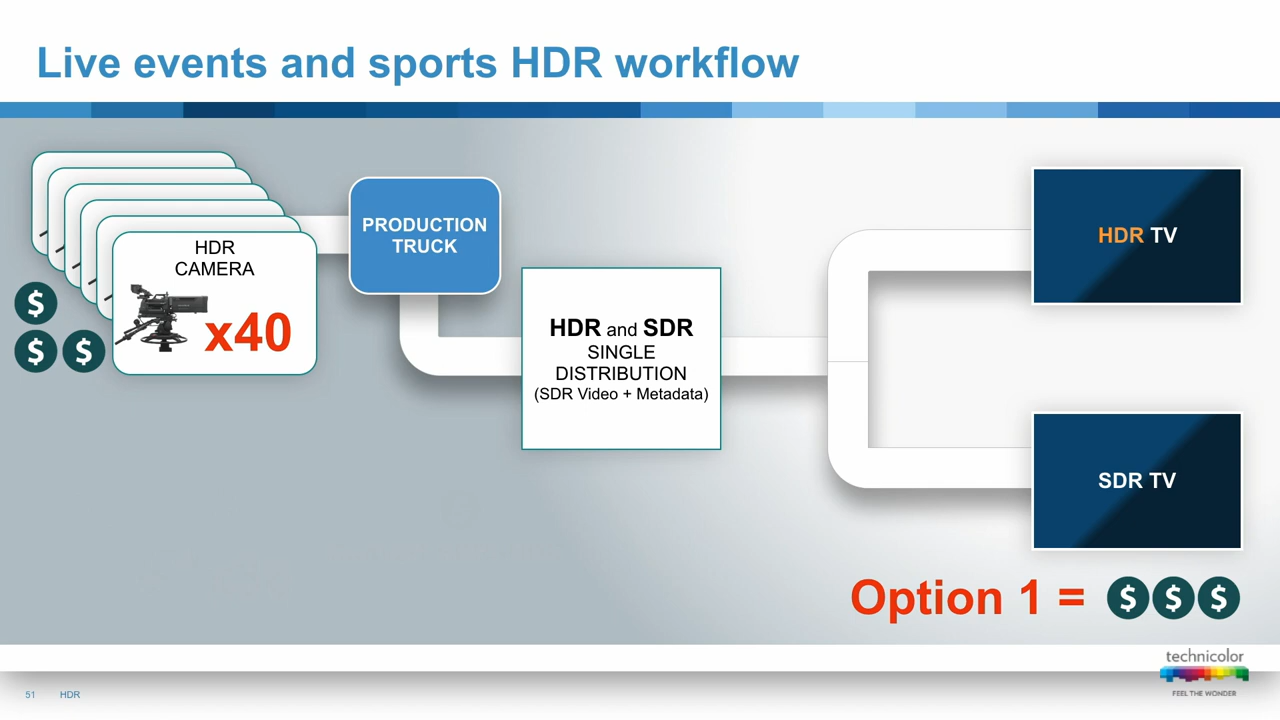 Live events and sports HDR workflow
HDR
CAMERA
x40
$
$ $
PRODUCTION
TRUCK
HDR and SDR
SINGLE
DISTRIBUTION
(SDR Video + Metadata)
HDR TV
SDR TV
Option 1 = $ $ $
technicolor
FEEL THE WONDER
51 HDR